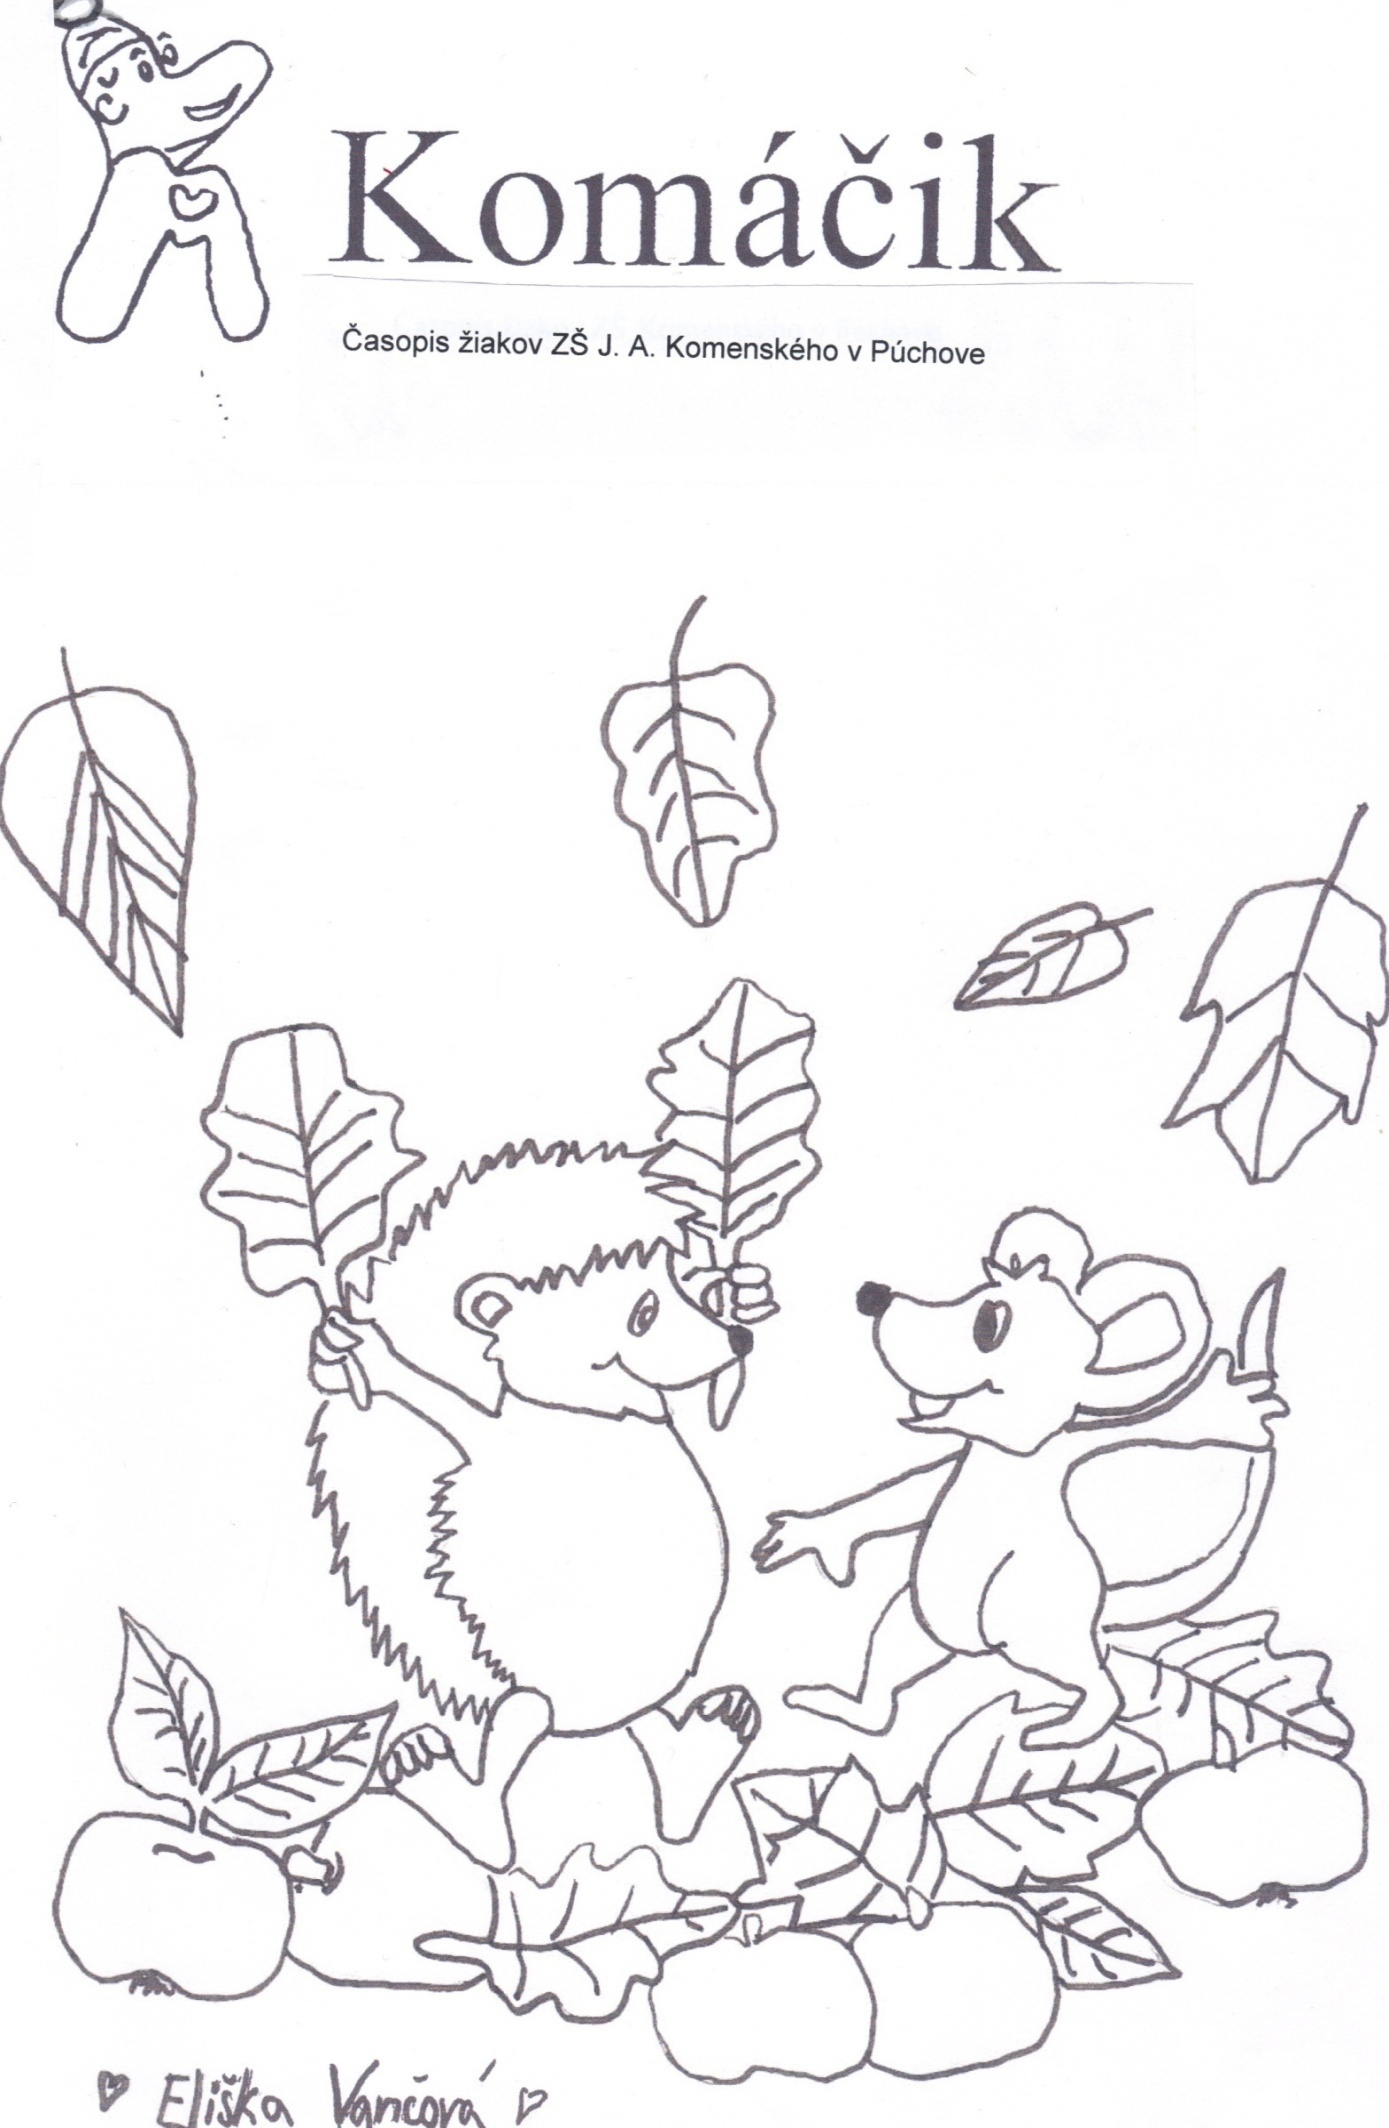 Komáčik
Časopis žiakov ZŠ J. A. Komenského v Púchove
Eliška Vančová